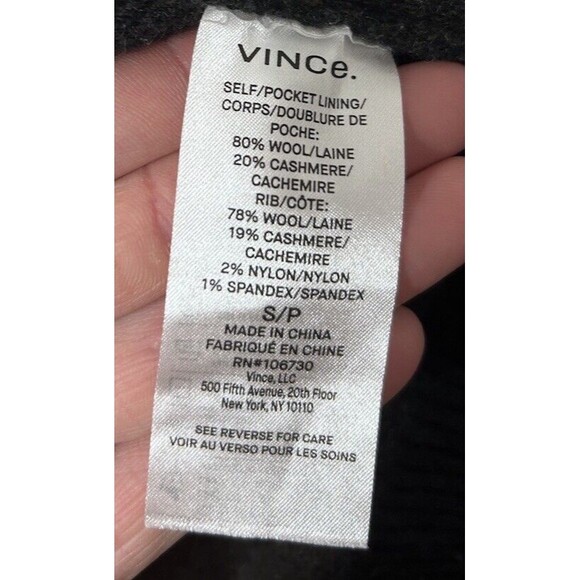 VINCe.
SELF/POCKET LINING/
CORPS/DOUBLURE DE
POCHE:
80% WOOL/LAINE
20% CASHMERE/
CACHEMIRE
RIB/CÔTE:
78% WOOL/LAINE
19% CASHMERE/
CACHEMIRE
2% NYLON/NYLON
1% SPANDEX/SPANDEX
S/P
MADE IN CHINA
FABRIQUÉ EN CHINE
RN#106730
Vince, LLC
500 Fifth Avenue, 20th Floor
New York, NY 10110
SEE REVERSE FOR CARE
VOIR AU VERSO POUR LES SOINS